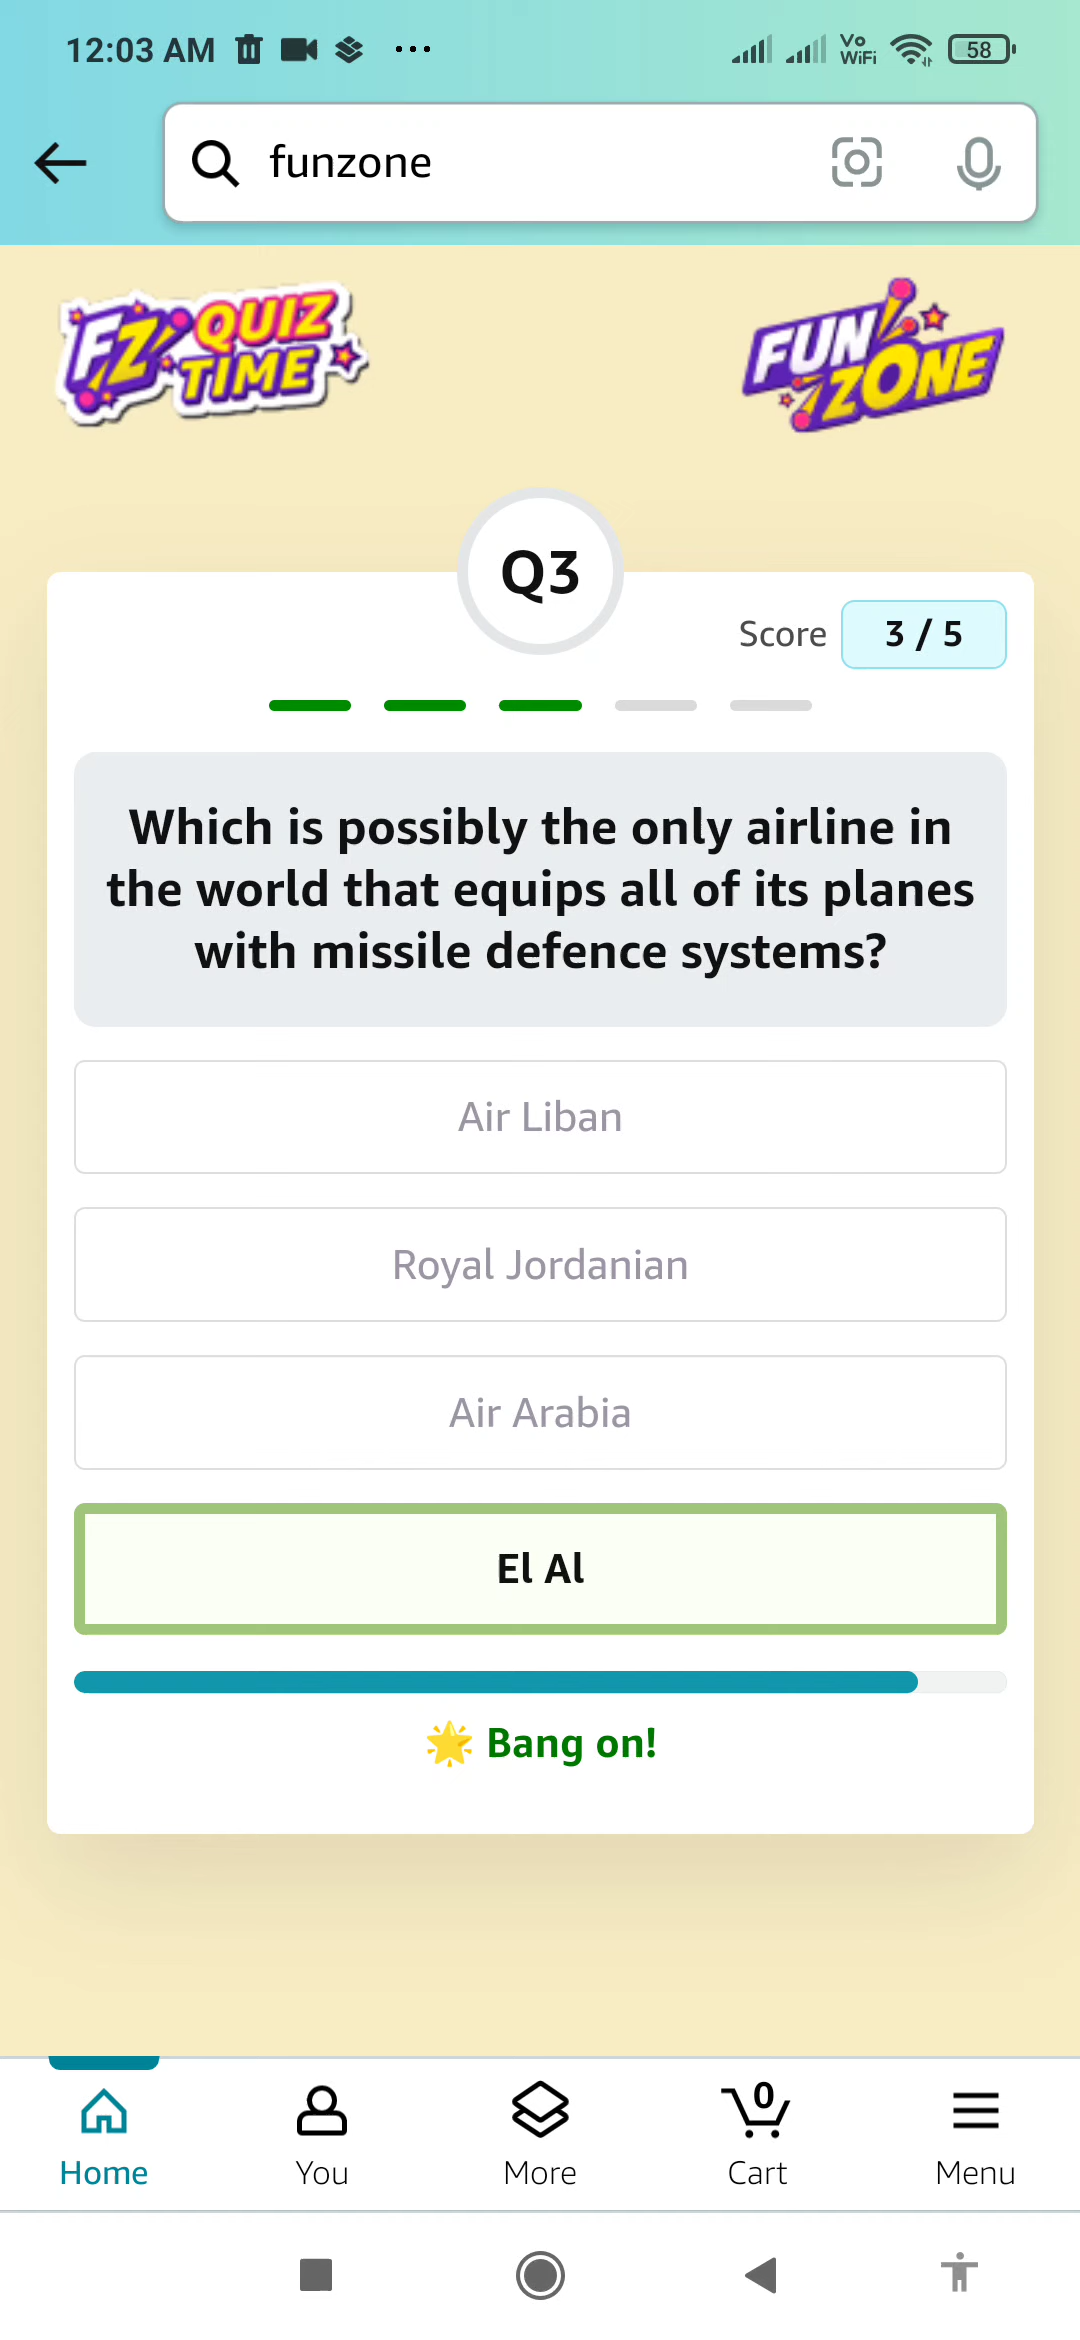 12:03 AM
Vo
WiFi
58
funzone
FZ QUIZ
TIME
FUN
ZONE
Q3
Score 3 / 5
Which is possibly the only airline in
the world that equips all of its planes
with missile defence systems?
Air Liban
Royal Jordanian
Air Arabia
El Al
Bang on!
0
Home You More Cart Menu